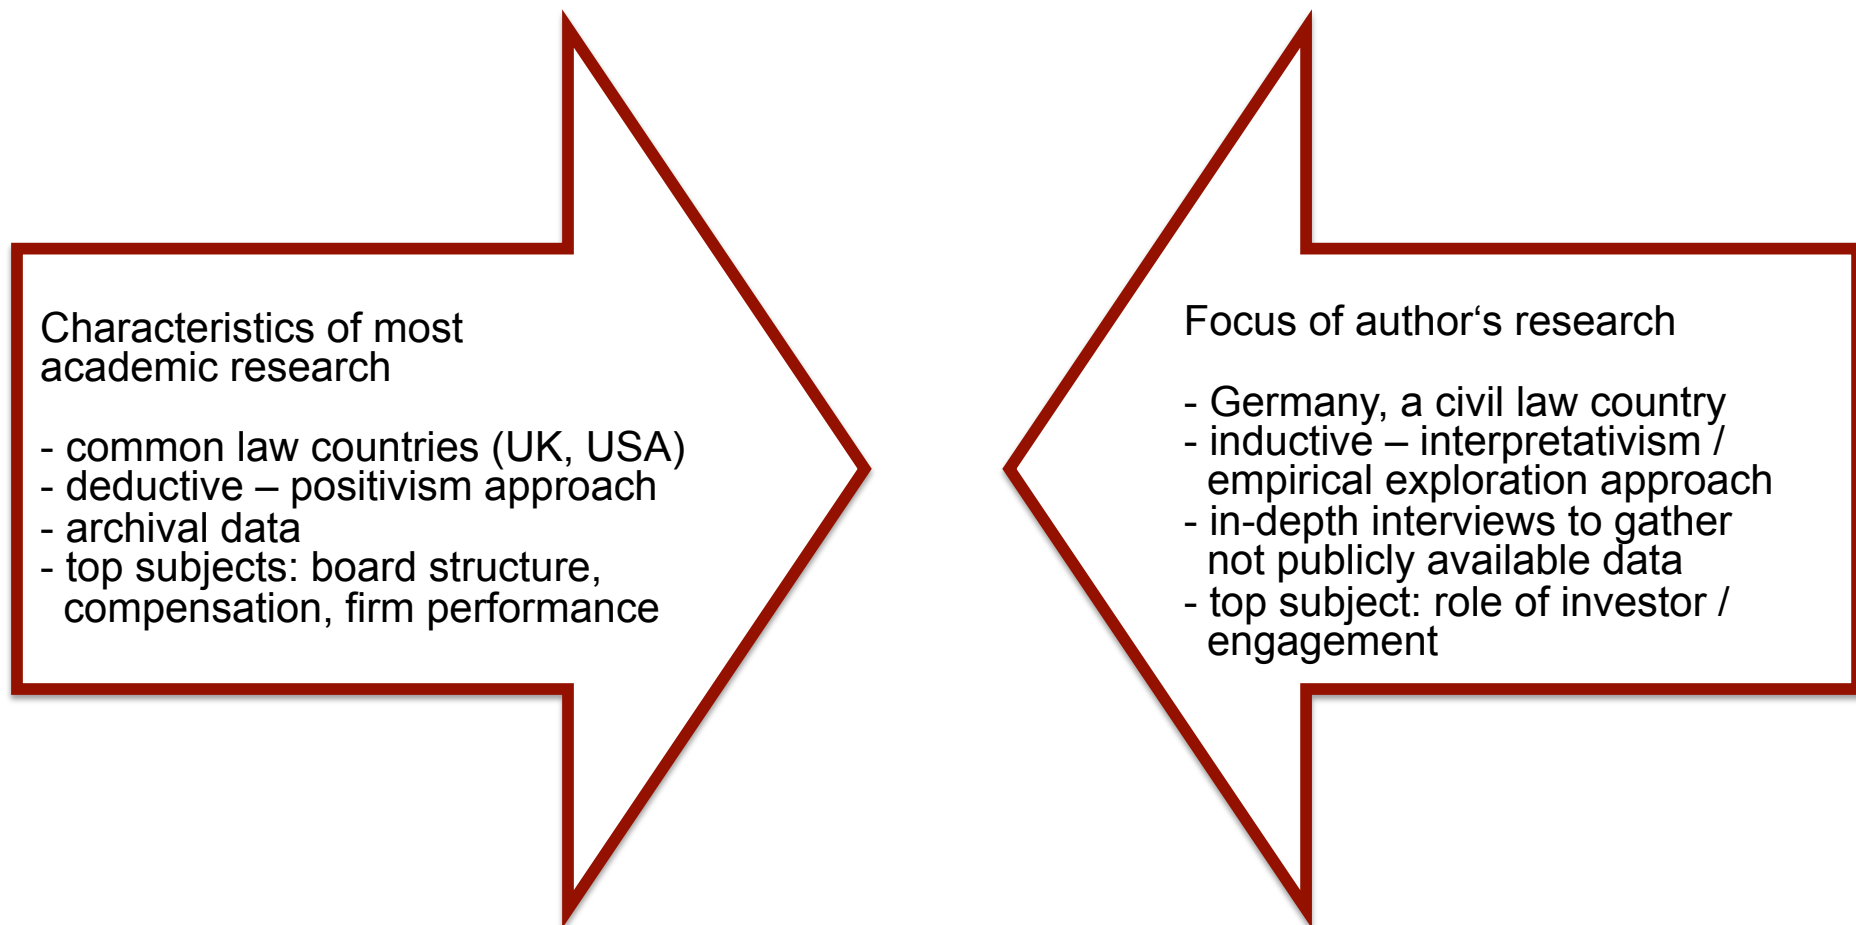 Characteristics of most
academic research
- common law countries (UK, USA)
- deductive – positivism approach
- archival data
- top subjects: board structure,
compensation, firm performance
Focus of author‘s research
- Germany, a civil law country
- inductive – interpretativism /
empirical exploration approach
- in-depth interviews to gather
not publicly available data
- top subject: role of investor /
engagement